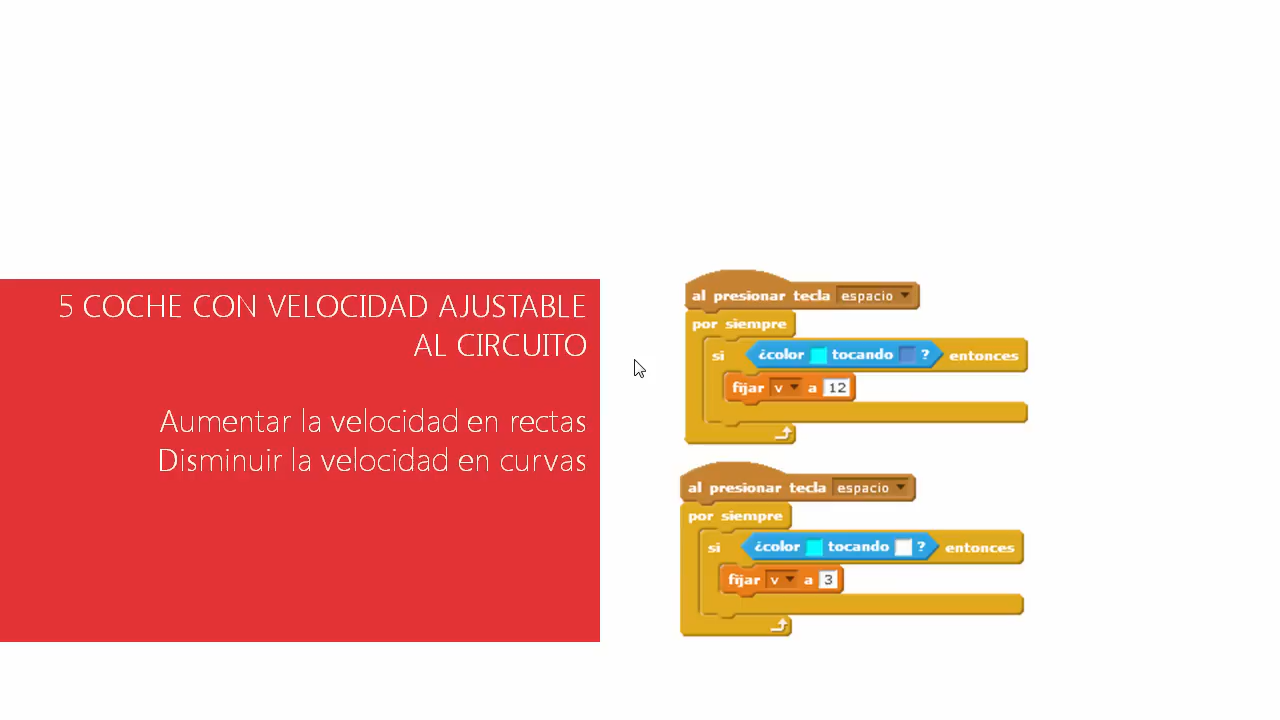 5 COCHE CON VELOCIDAD AJUSTABLE
AL CIRCUITO
Aumentar la velocidad en rectas
Disminuir la velocidad en curvas
al presionar tecla espacio
por siempre
si ¿color tocando ? entonces
fijar v a 12
al presionar tecla espacio
por siempre
si ¿color tocando ? entonces
fijar v a 3